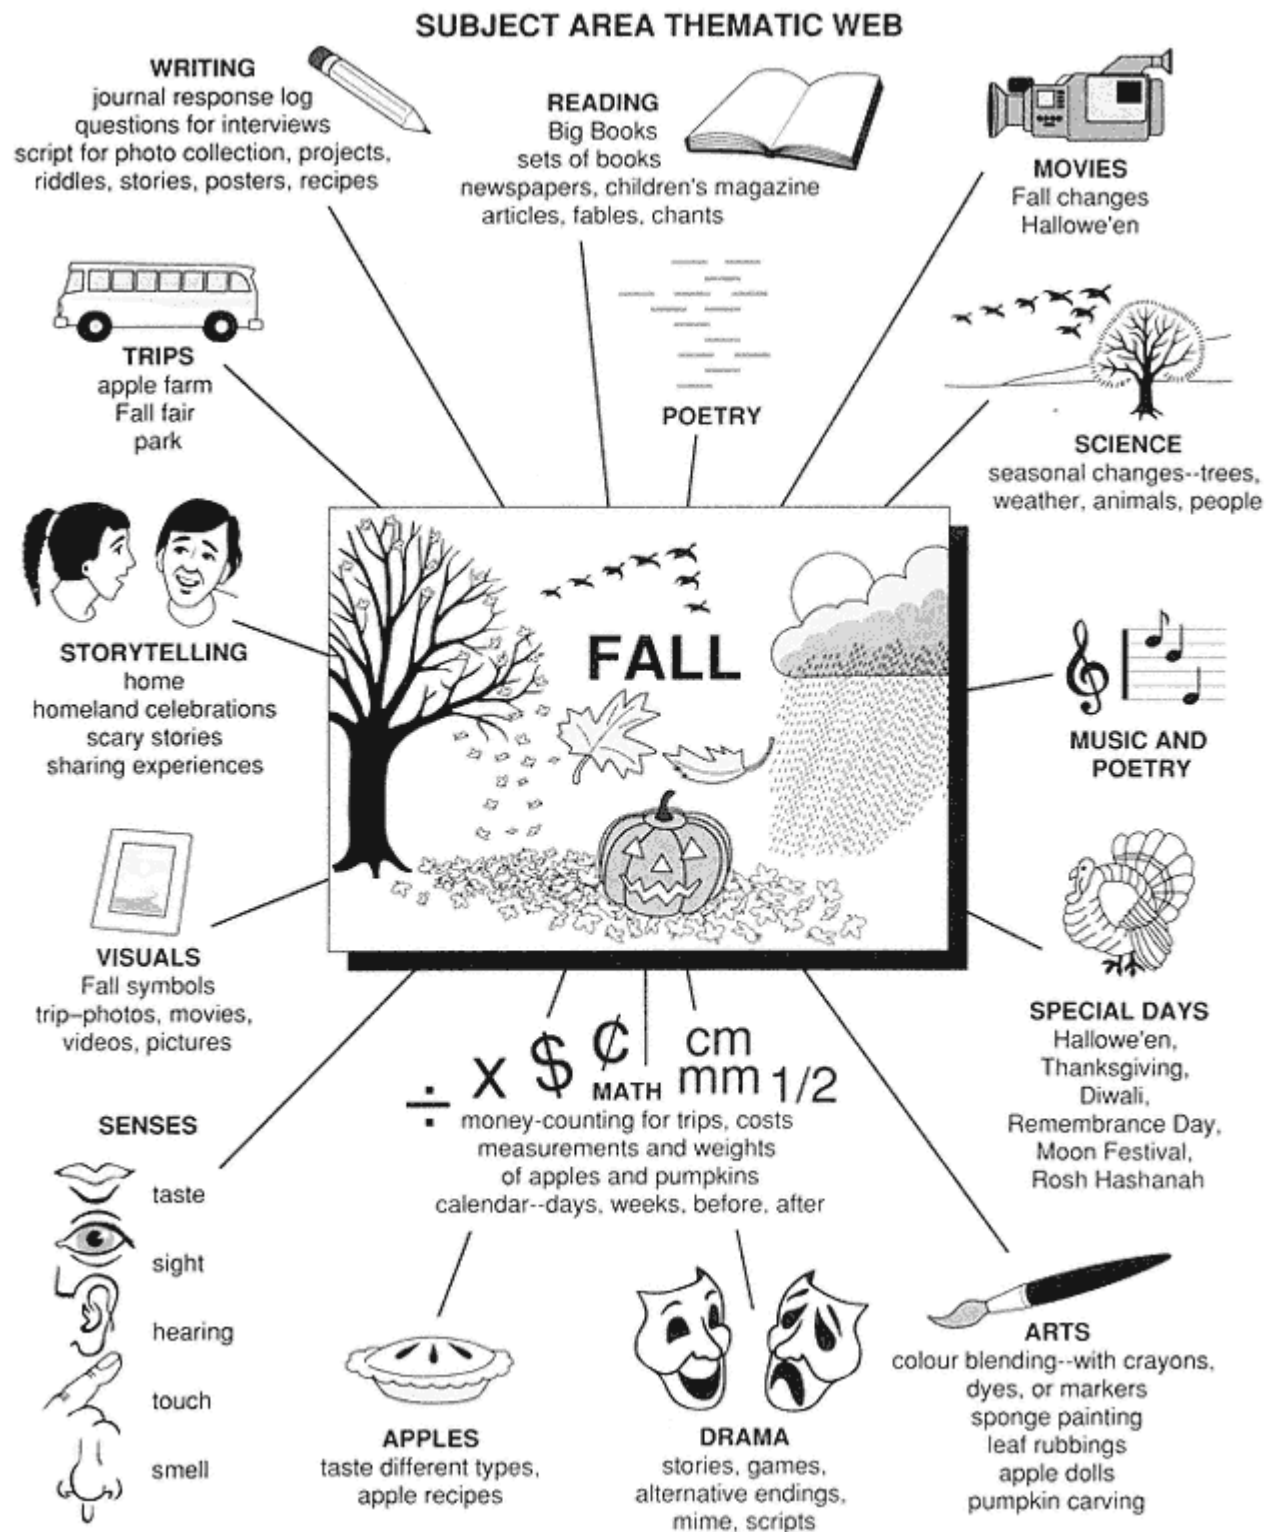 SUBJECT AREA THEMATIC WEB
WRITING
journal response log
questions for interviews
script for photo collection, projects,
riddles, stories, posters, recipes
READING
Big Books
sets of books
newspapers, children's magazine
articles, fables, chants
MOVIES
Fall changes
Hallowe'en
TRIPS
apple farm
Fall fair
park
POETRY
SCIENCE
seasonal changes--trees,
weather, animals, people
STORYTELLING
home
homeland celebrations
scary stories
sharing experiences
FALL
MUSIC AND
POETRY
VISUALS
Fall symbols
trip–photos, movies,
videos, pictures
SPECIAL DAYS
Hallowe'en,
Thanksgiving,
Diwali,
Remembrance Day,
Moon Festival,
Rosh Hashanah
SENSES
taste
sight
hearing
touch
smell
÷ x $ ¢ cm
MATH mm 1/2
money-counting for trips, costs
measurements and weights
of apples and pumpkins
calendar--days, weeks, before, after
APPLES
taste different types,
apple recipes
DRAMA
stories, games,
alternative endings,
mime, scripts
ARTS
colour blending--with crayons,
dyes, or markers
sponge painting
leaf rubbings
apple dolls
pumpkin carving